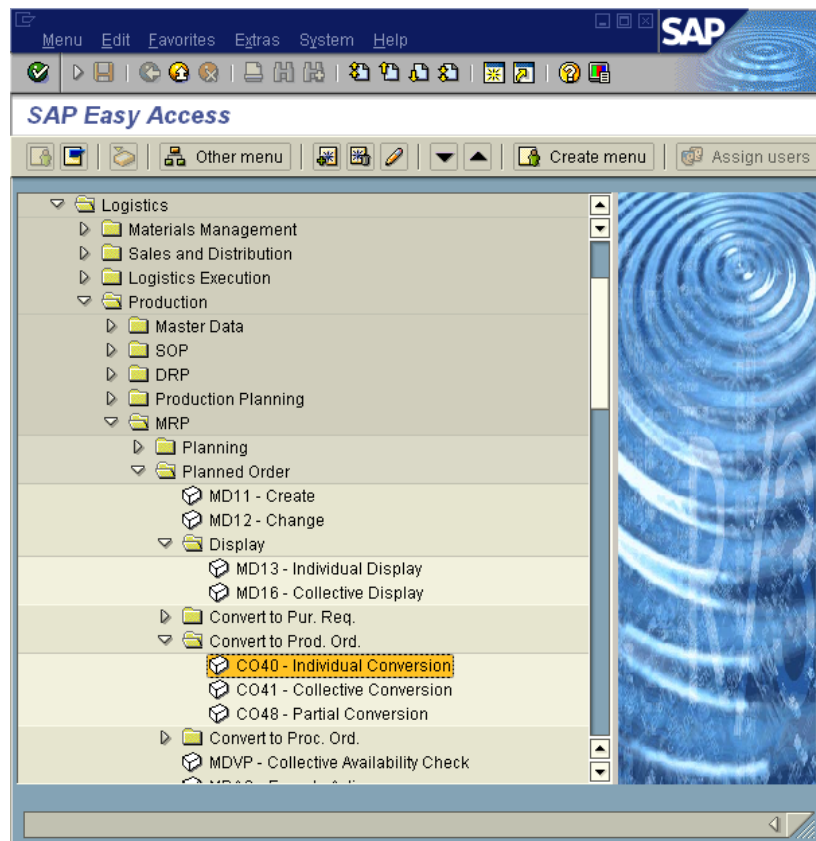 Menu Edit Favorites Extras System Help
SAP
SAP Easy Access
Other menu Create menu Assign users
Logistics
Materials Management
Sales and Distribution
Logistics Execution
Production
Master Data
SOP
DRP
Production Planning
MRP
Planning
Planned Order
MD11 - Create
MD12 - Change
Display
MD13 - Individual Display
MD16 - Collective Display
Convert to Pur. Req.
Convert to Prod. Ord.
CO40 - Individual Conversion
CO41 - Collective Conversion
CO48 - Partial Conversion
Convert to Proc. Ord.
MDVP - Collective Availability Check